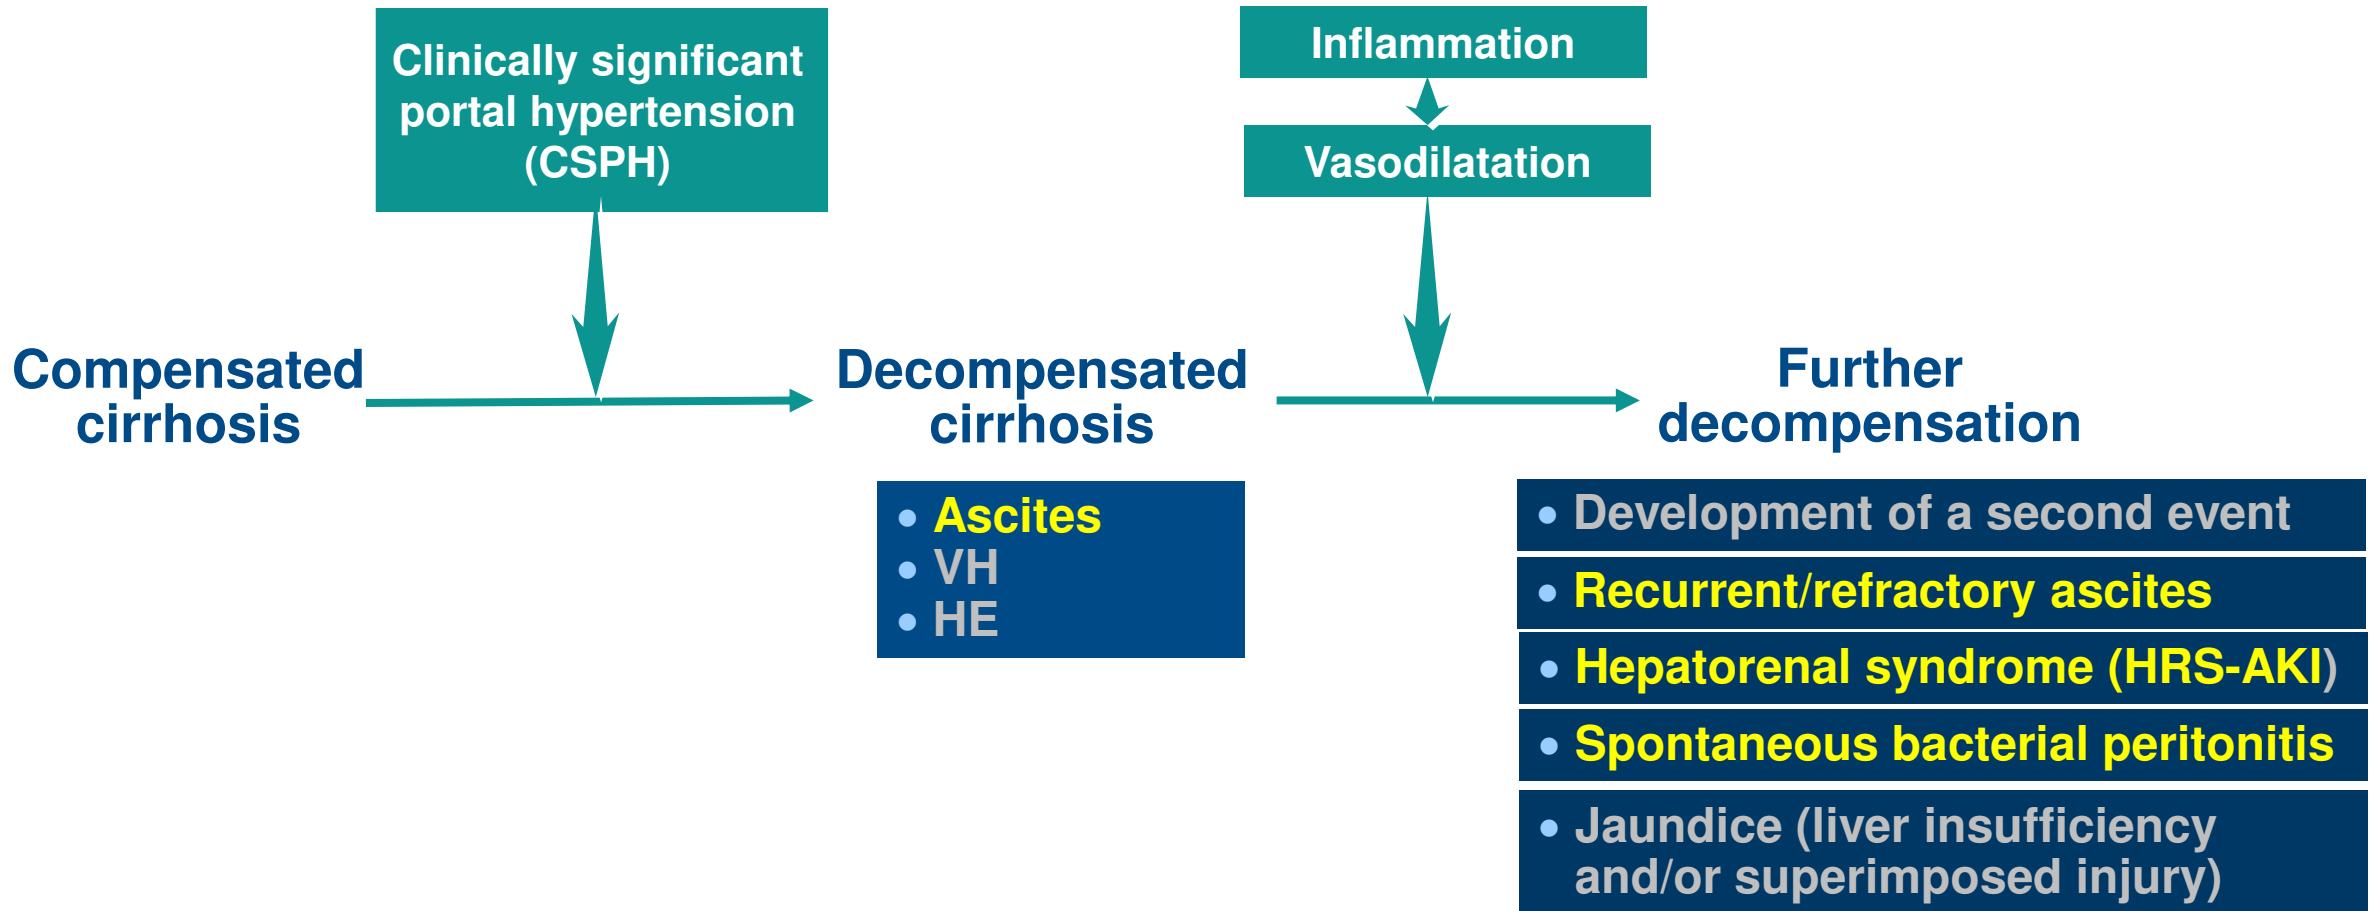 Clinically significant
portal hypertension
(CSPH)
Inflammation
Vasodilatation
Compensated
cirrhosis
Decompensated
cirrhosis
Further
decompensation
• Ascites
• VH
• HE
• Development of a second event
• Recurrent/refractory ascites
• Hepatorenal syndrome (HRS-AKI)
• Spontaneous bacterial peritonitis
• Jaundice (liver insufficiency
and/or superimposed injury)